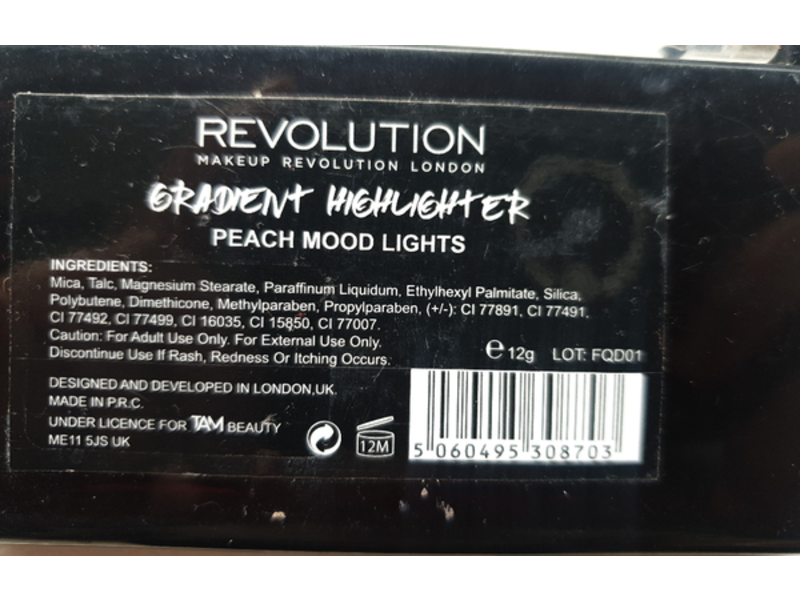 REVOLUTION
MAKEUP REVOLUTION LONDON
GRADIENT HIGHLIGHTER
PEACH MOOD LIGHTS
INGREDIENTS:
Mica, Talc, Magnesium Stearate, Paraffinum Liquidum, Ethylhexyl Palmitate, Silica,
Polybutene, Dimethicone, Methylparaben, Propylparaben, (+/-): CI 77891, CI 77491,
CI 77492, CI 77499, CI 16035, CI 15850, CI 77007.
Caution: For Adult Use Only. For External Use Only.
Discontinue Use If Rash, Redness Or Itching Occurs.
e 12g LOT: FQD01
DESIGNED AND DEVELOPED IN LONDON,UK.
MADE IN P.R.C.
UNDER LICENCE FOR TAM BEAUTY
ME11 5JS UK
12M
5 060495 308703